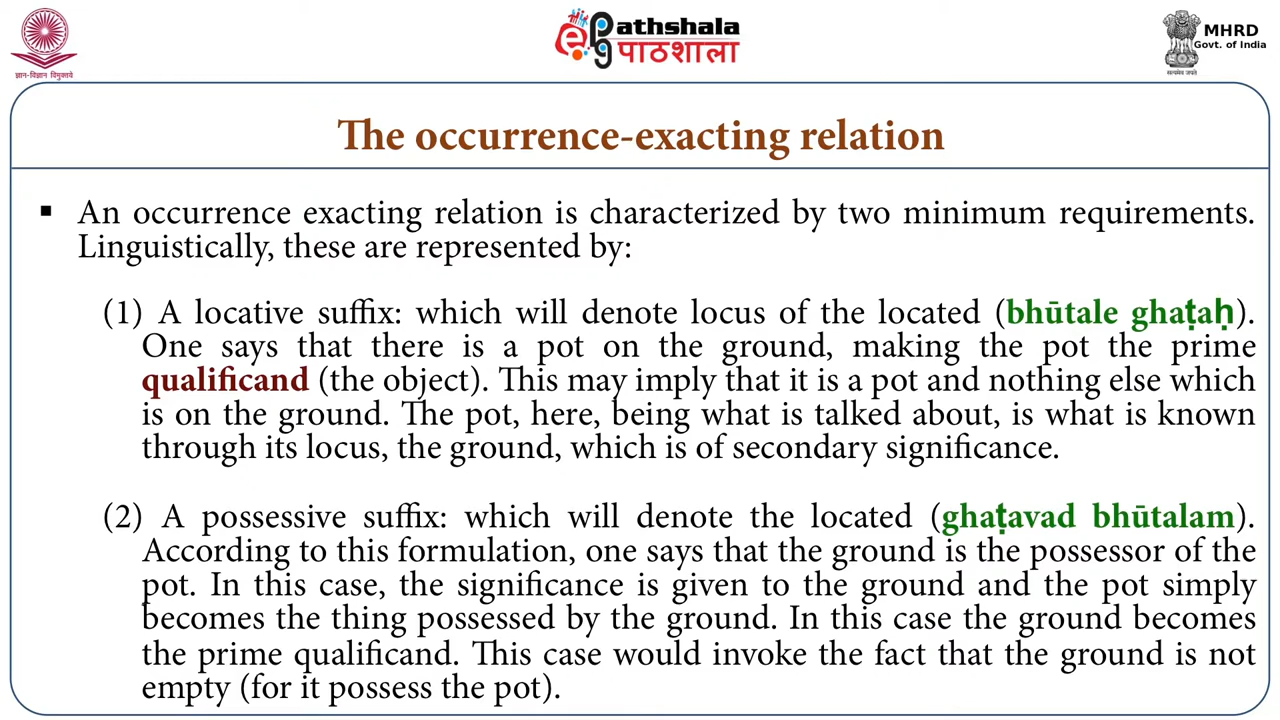 ज्ञान-विज्ञान विमुक्तये
ePathshala
पाठशाला
MHRD
Govt. of India
सत्यमेव जयते
The occurrence-exacting relation
▪ An occurrence exacting relation is characterized by two minimum requirements.
Linguistically, these are represented by:
(1) A locative suffix: which will denote locus of the located (bhūtale ghaṭaḥ).
One says that there is a pot on the ground, making the pot the prime
qualificand (the object). This may imply that it is a pot and nothing else which
is on the ground. The pot, here, being what is talked about, is what is known
through its locus, the ground, which is of secondary significance.
(2) A possessive suffix: which will denote the located (ghaṭavad bhūtalam).
According to this formulation, one says that the ground is the possessor of the
pot. In this case, the significance is given to the ground and the pot simply
becomes the thing possessed by the ground. In this case the ground becomes
the prime qualificand. This case would invoke the fact that the ground is not
empty (for it possess the pot).